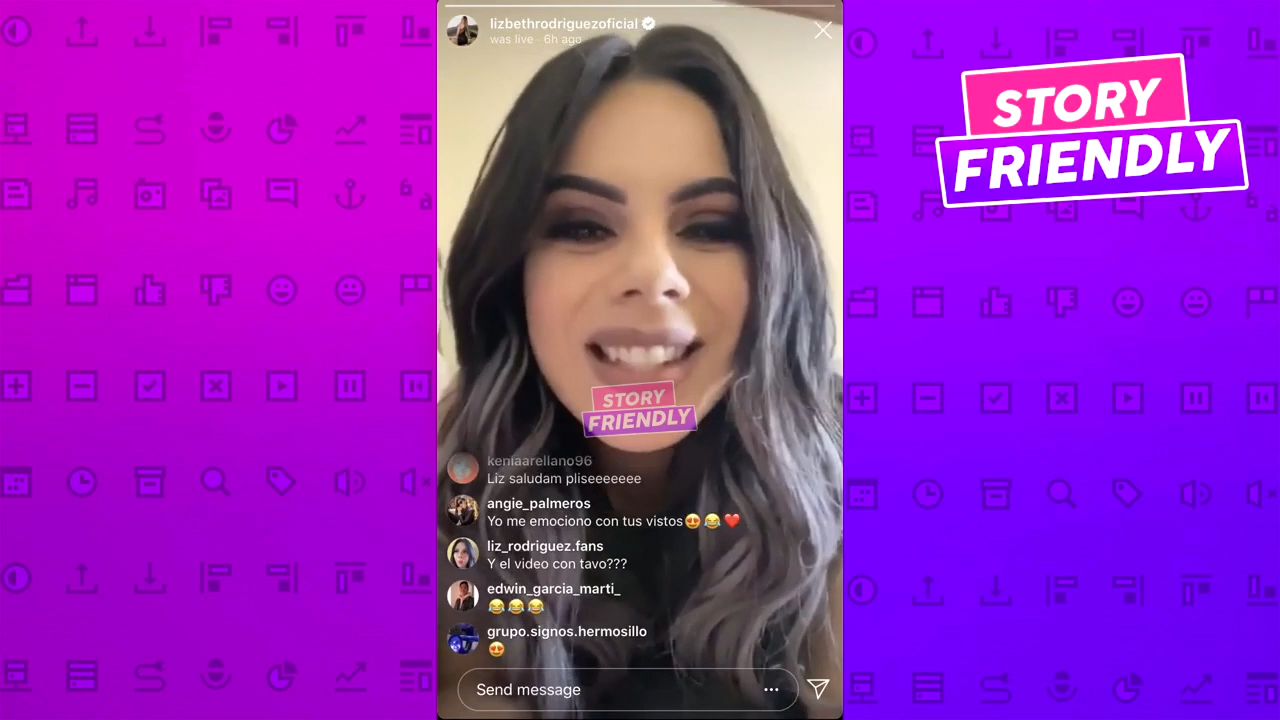 lizbethrodriguezoficial
was live · 6h ago
STORY
FRIENDLY
STORY
FRIENDLY
keniaarellano96
Liz saludam pliseeeeeee
angie_palmeros
Yo me emociono con tus vistos😍😂❤️
liz_rodriguez.fans
Y el video con tavo???
edwin_garcia_marti_
😂😂😂
grupo.signos.hermosillo
😍
Send message